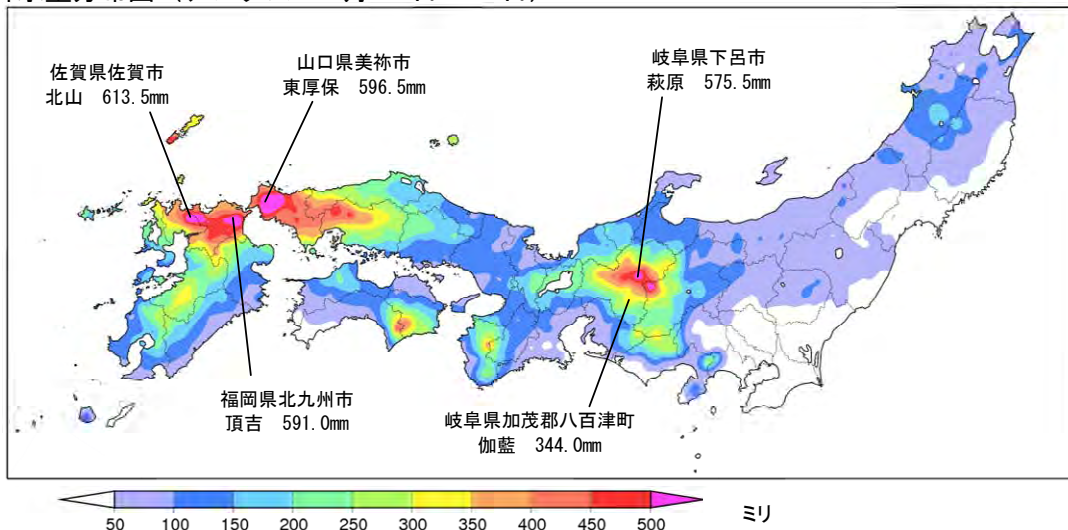 佐賀県佐賀市
北山 613.5mm
山口県美祢市
東厚保 596.5mm
岐阜県下呂市
萩原 575.5mm
福岡県北九州市
頂吉 591.0mm
岐阜県加茂郡八百津町
伽藍 344.0mm
50 100 150 200 250 300 350 400 450 500 ミリ